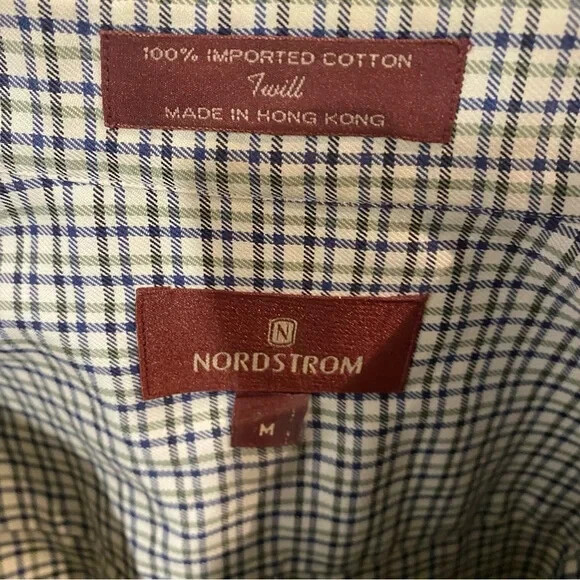 100% IMPORTED COTTON
Twill
MADE IN HONG KONG
N
NORDSTROM
M